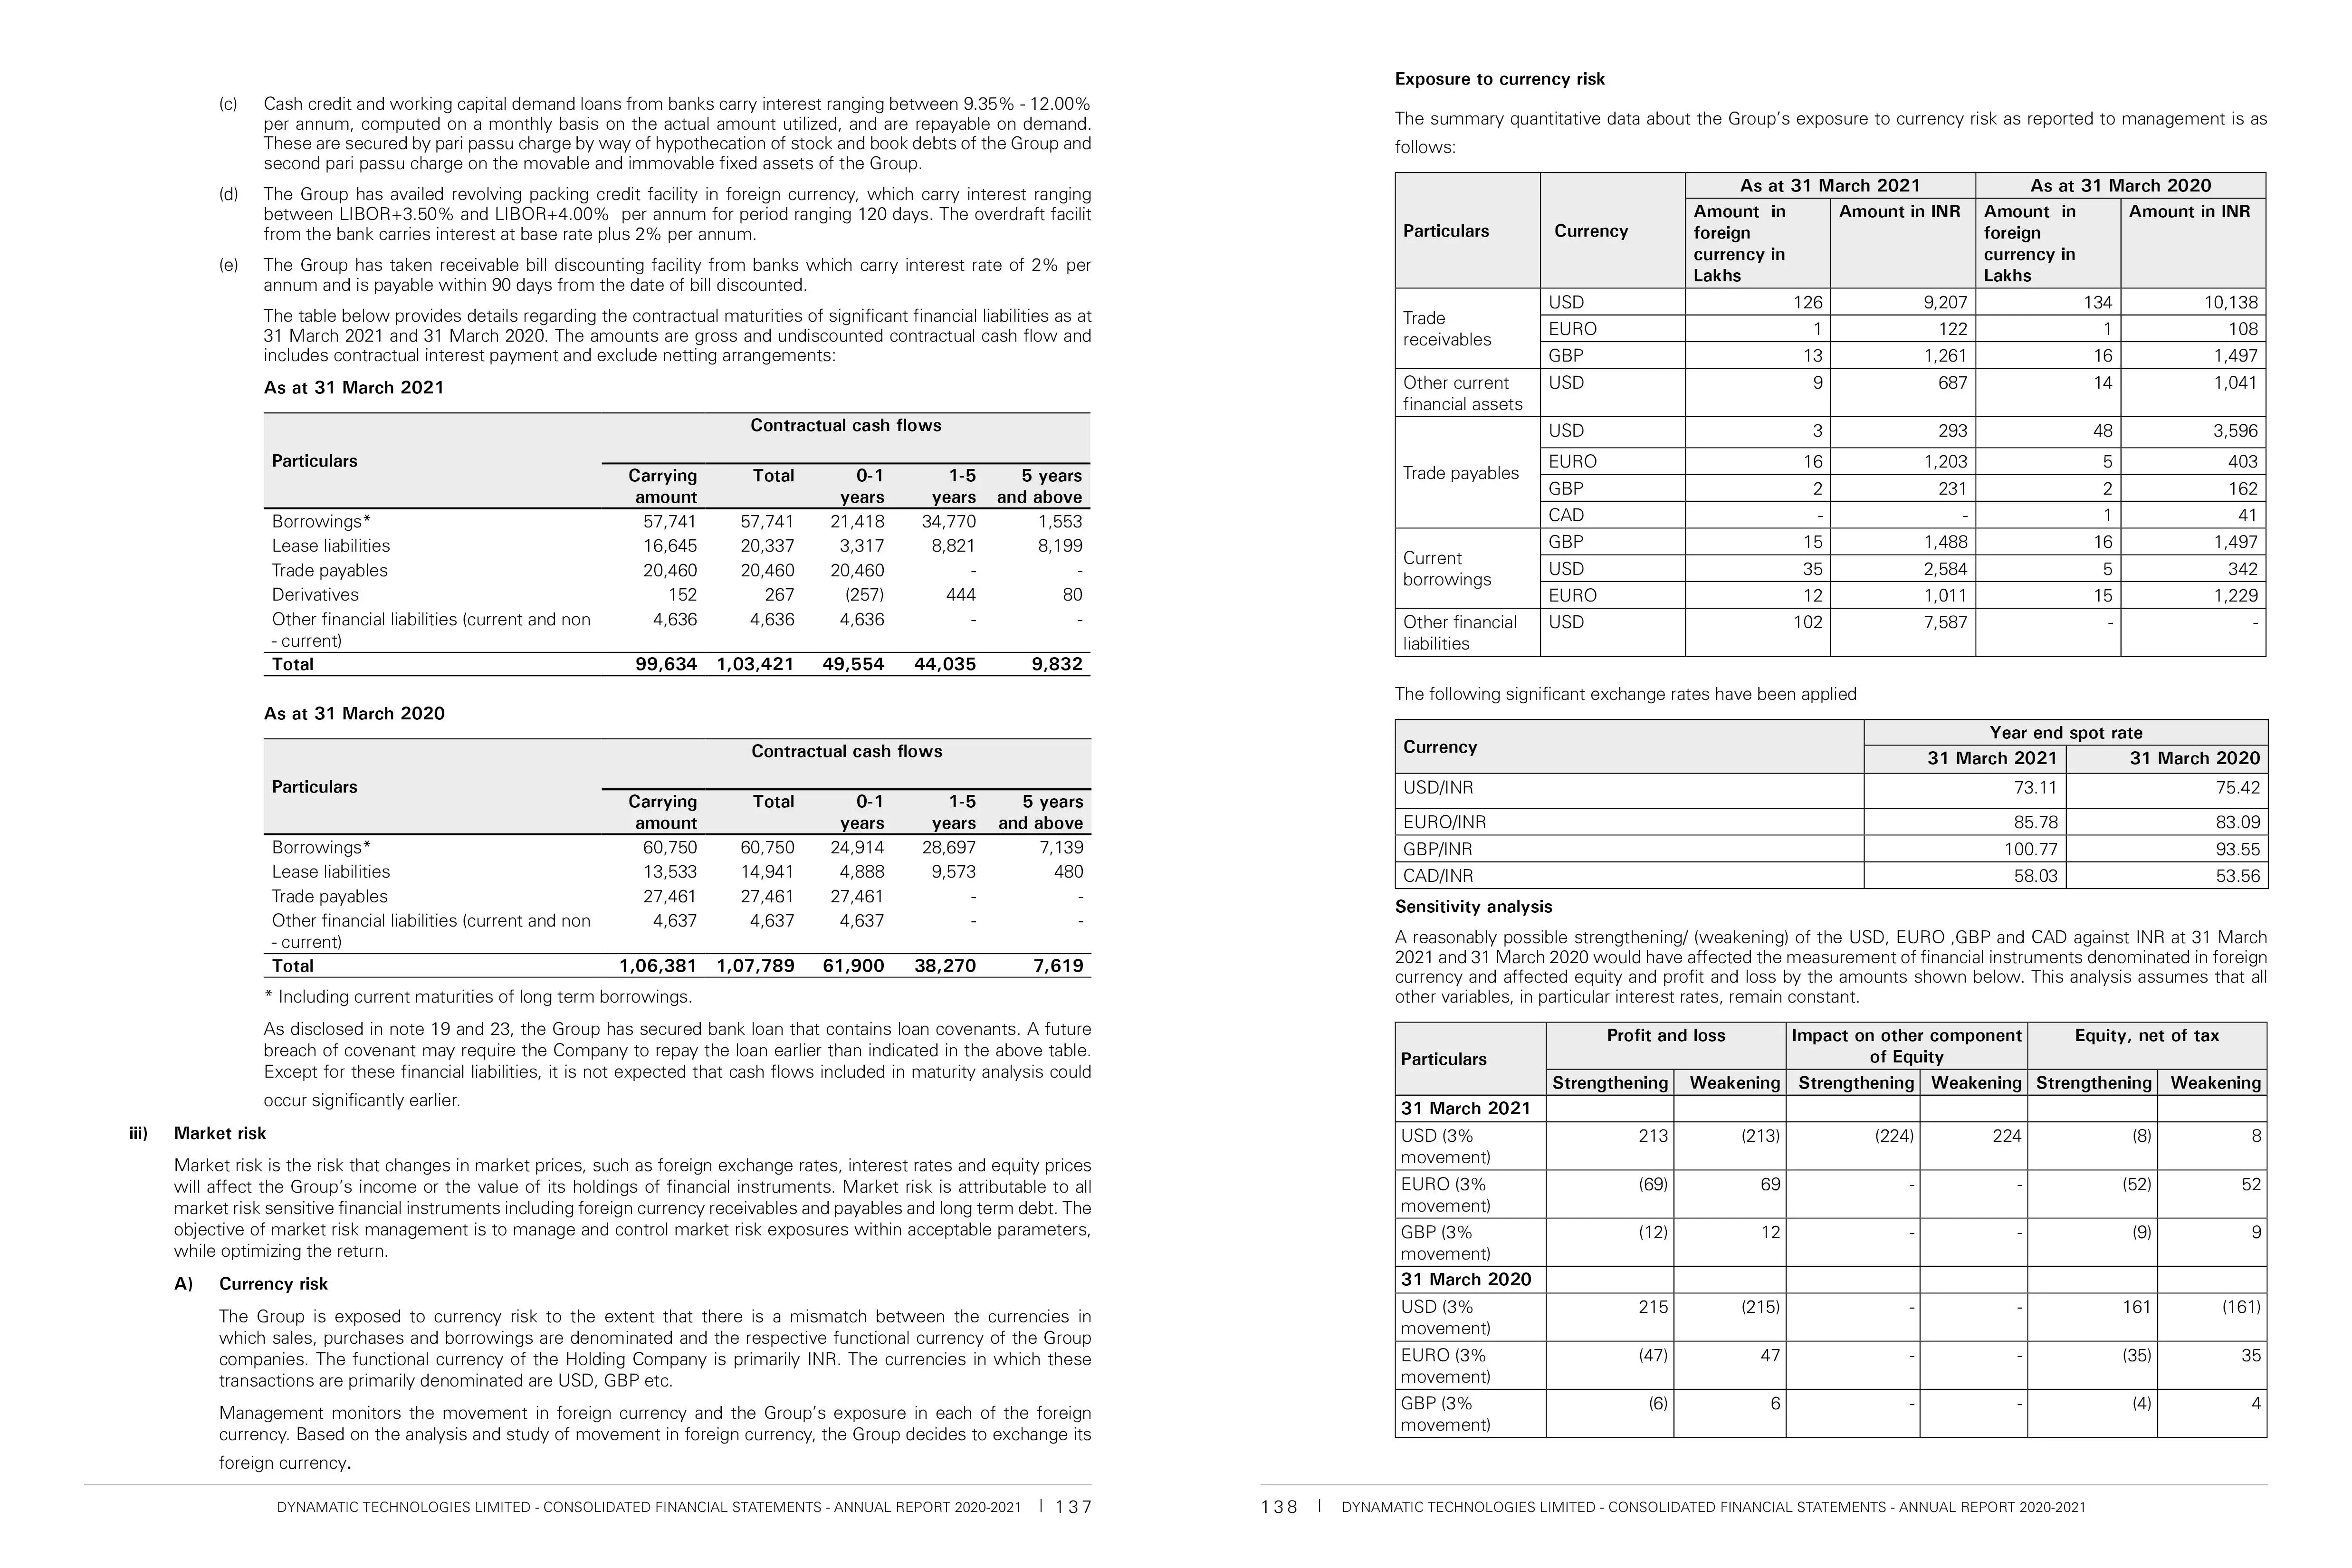 (c) Cash credit and working capital demand loans from banks carry interest ranging between 9.35% - 12.00%
per annum, computed on a monthly basis on the actual amount utilized, and are repayable on demand.
These are secured by pari passu charge by way of hypothecation of stock and book debts of the Group and
second pari passu charge on the movable and immovable fixed assets of the Group.
(d) The Group has availed revolving packing credit facility in foreign currency, which carry interest ranging
between LIBOR+3.50% and LIBOR+4.00% per annum for period ranging 120 days. The overdraft facilit
from the bank carries interest at base rate plus 2% per annum.
(e) The Group has taken receivable bill discounting facility from banks which carry interest rate of 2% per
annum and is payable within 90 days from the date of bill discounted.
The table below provides details regarding the contractual maturities of significant financial liabilities as at
31 March 2021 and 31 March 2020. The amounts are gross and undiscounted contractual cash flow and
includes contractual interest payment and exclude netting arrangements:
As at 31 March 2021
Contractual cash flows
Particulars
Carrying Total 0-1 1-5 5 years
amount years years and above
Borrowings* 57,741 57,741 21,418 34,770 1,553
Lease liabilities 16,645 20,337 3,317 8,821 8,199
Trade payables 20,460 20,460 20,460 - -
Derivatives 152 267 (257) 444 80
Other financial liabilities (current and non 4,636 4,636 4,636 - -
- current)
Total 99,634 1,03,421 49,554 44,035 9,832
As at 31 March 2020
Contractual cash flows
Particulars
Carrying Total 0-1 1-5 5 years
amount years years and above
Borrowings* 60,750 60,750 24,914 28,697 7,139
Lease liabilities 13,533 14,941 4,888 9,573 480
Trade payables 27,461 27,461 27,461 - -
Other financial liabilities (current and non 4,637 4,637 4,637 - -
- current)
Total 1,06,381 1,07,789 61,900 38,270 7,619
* Including current maturities of long term borrowings.
As disclosed in note 19 and 23, the Group has secured bank loan that contains loan covenants. A future
breach of covenant may require the Company to repay the loan earlier than indicated in the above table.
Except for these financial liabilities, it is not expected that cash flows included in maturity analysis could
occur significantly earlier.
iii) Market risk
Market risk is the risk that changes in market prices, such as foreign exchange rates, interest rates and equity prices
will affect the Group's income or the value of its holdings of financial instruments. Market risk is attributable to all
market risk sensitive financial instruments including foreign currency receivables and payables and long term debt. The
objective of market risk management is to manage and control market risk exposures within acceptable parameters,
while optimizing the return.
A) Currency risk
The Group is exposed to currency risk to the extent that there is a mismatch between the currencies in
which sales, purchases and borrowings are denominated and the respective functional currency of the Group
companies. The functional currency of the Holding Company is primarily INR. The currencies in which these
transactions are primarily denominated are USD, GBP etc.
Management monitors the movement in foreign currency and the Group's exposure in each of the foreign
currency. Based on the analysis and study of movement in foreign currency, the Group decides to exchange its
foreign currency.
DYNAMATIC TECHNOLOGIES LIMITED - CONSOLIDATED FINANCIAL STATEMENTS - ANNUAL REPORT 2020-2021 | 137
Exposure to currency risk
The summary quantitative data about the Group's exposure to currency risk as reported to management is as
follows:
As at 31 March 2021 As at 31 March 2020
Particulars Currency
Amount in Amount in INR Amount in Amount in INR
foreign foreign
currency in currency in
Lakhs Lakhs
Trade
receivables
USD 126 9,207 134 10,138
EURO 1 122 1 108
GBP 13 1,261 16 1,497
Other current USD 9 687 14 1,041
financial assets
Trade payables
USD 3 293 48 3,596
EURO 16 1,203 5 403
GBP 2 231 2 162
CAD - - 1 41
Current
borrowings
GBP 15 1,488 16 1,497
USD 35 2,584 5 342
EURO 12 1,011 15 1,229
Other financial USD 102 7,587 - -
liabilities
The following significant exchange rates have been applied
Currency Year end spot rate
31 March 2021 31 March 2020
USD/INR 73.11 75.42
EURO/INR 85.78 83.09
GBP/INR 100.77 93.55
CAD/INR 58.03 53.56
Sensitivity analysis
A reasonably possible strengthening/ (weakening) of the USD, EURO ,GBP and CAD against INR at 31 March
2021 and 31 March 2020 would have affected the measurement of financial instruments denominated in foreign
currency and affected equity and profit and loss by the amounts shown below. This analysis assumes that all
other variables, in particular interest rates, remain constant.
Particulars Profit and loss Impact on other component Equity, net of tax
of Equity
Strengthening Weakening Strengthening Weakening Strengthening Weakening
31 March 2021
USD (3% 213 (213) (224) 224 (8) 8
movement)
EURO (3% (69) 69 - - (52) 52
movement)
GBP (3% (12) 12 - - (9) 9
movement)
31 March 2020
USD (3% 215 (215) - - 161 (161)
movement)
EURO (3% (47) 47 - - (35) 35
movement)
GBP (3% (6) 6 - - (4) 4
movement)
138 | DYNAMATIC TECHNOLOGIES LIMITED - CONSOLIDATED FINANCIAL STATEMENTS - ANNUAL REPORT 2020-2021